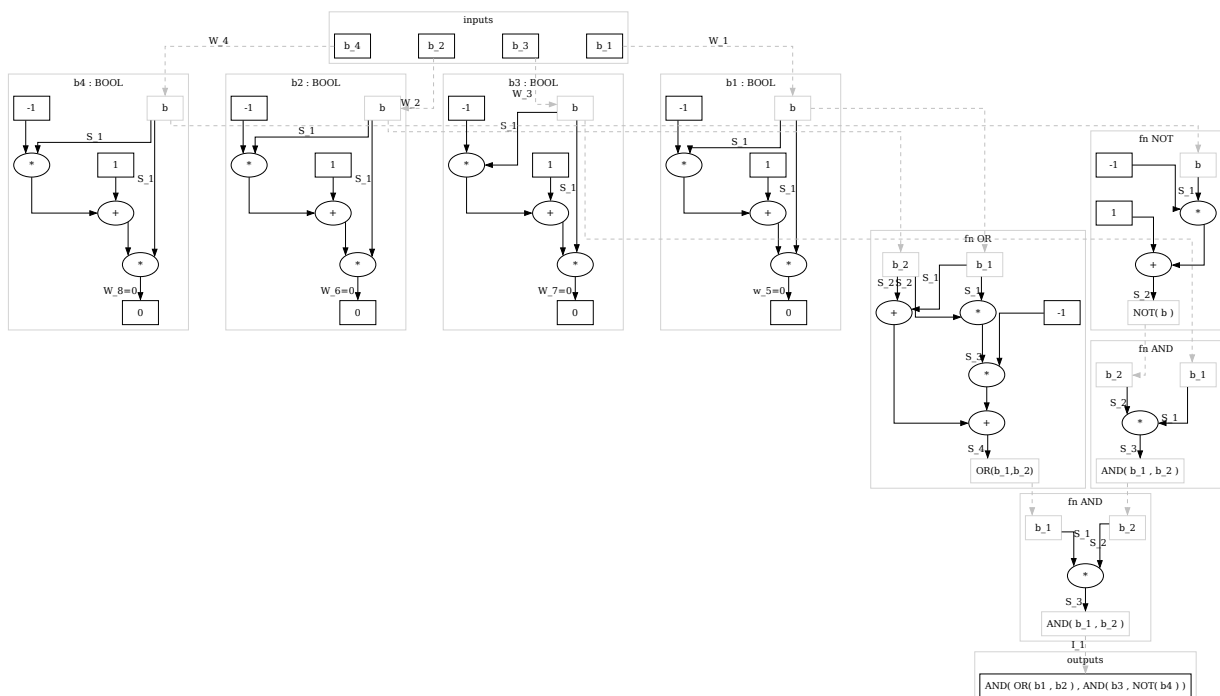 inputs
b_4
b_2
b_3
b_1
W_4
W_1
W_2
W_3
b4 : BOOL
-1
b
S_1
*
1
S_1
+
*
W_8=0
0
b2 : BOOL
-1
b
S_1
*
1
S_1
+
*
W_6=0
0
b3 : BOOL
-1
b
S_1
*
1
S_1
+
*
W_7=0
0
b1 : BOOL
-1
b
S_1
*
1
S_1
+
*
w_5=0
0
fn NOT
-1
b
S_1
1
*
+
S_2
NOT( b )
fn OR
b_2
b_1
S_2
S_2
S_1
S_1
+
*
-1
S_3
*
+
S_4
OR(b_1,b_2)
fn AND
b_2
b_1
S_2
S_1
*
S_3
AND( b_1 , b_2 )
fn AND
b_1
b_2
S_1
S_2
*
S_3
AND( b_1 , b_2 )
I_1
outputs
AND( OR( b1 , b2 ) , AND( b3 , NOT( b4 ) ) )